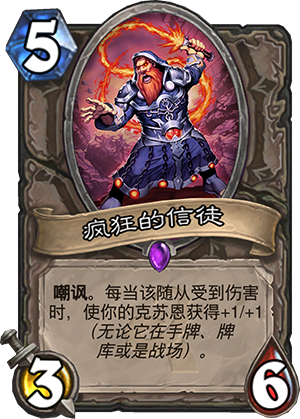 5
疯狂的信徒
嘲讽。每当该随从受到伤害
时，使你的克苏恩获得+1/+1
（无论它在手牌、牌
库或是战场）。
3
6